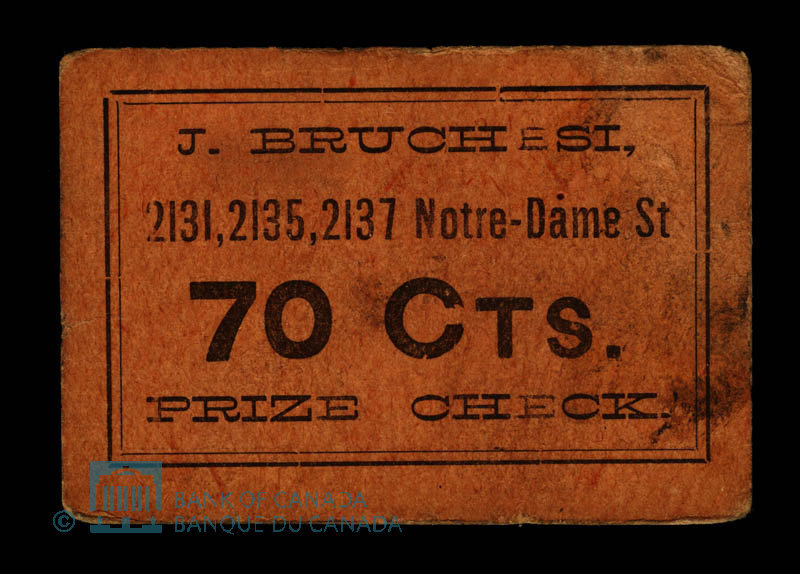 J. BRUCHESI,
2131,2135,2137 Notre-Dame St
70 CTS.
PRIZE CHECK.
© BANK OF CANADA
BANQUE DU CANADA